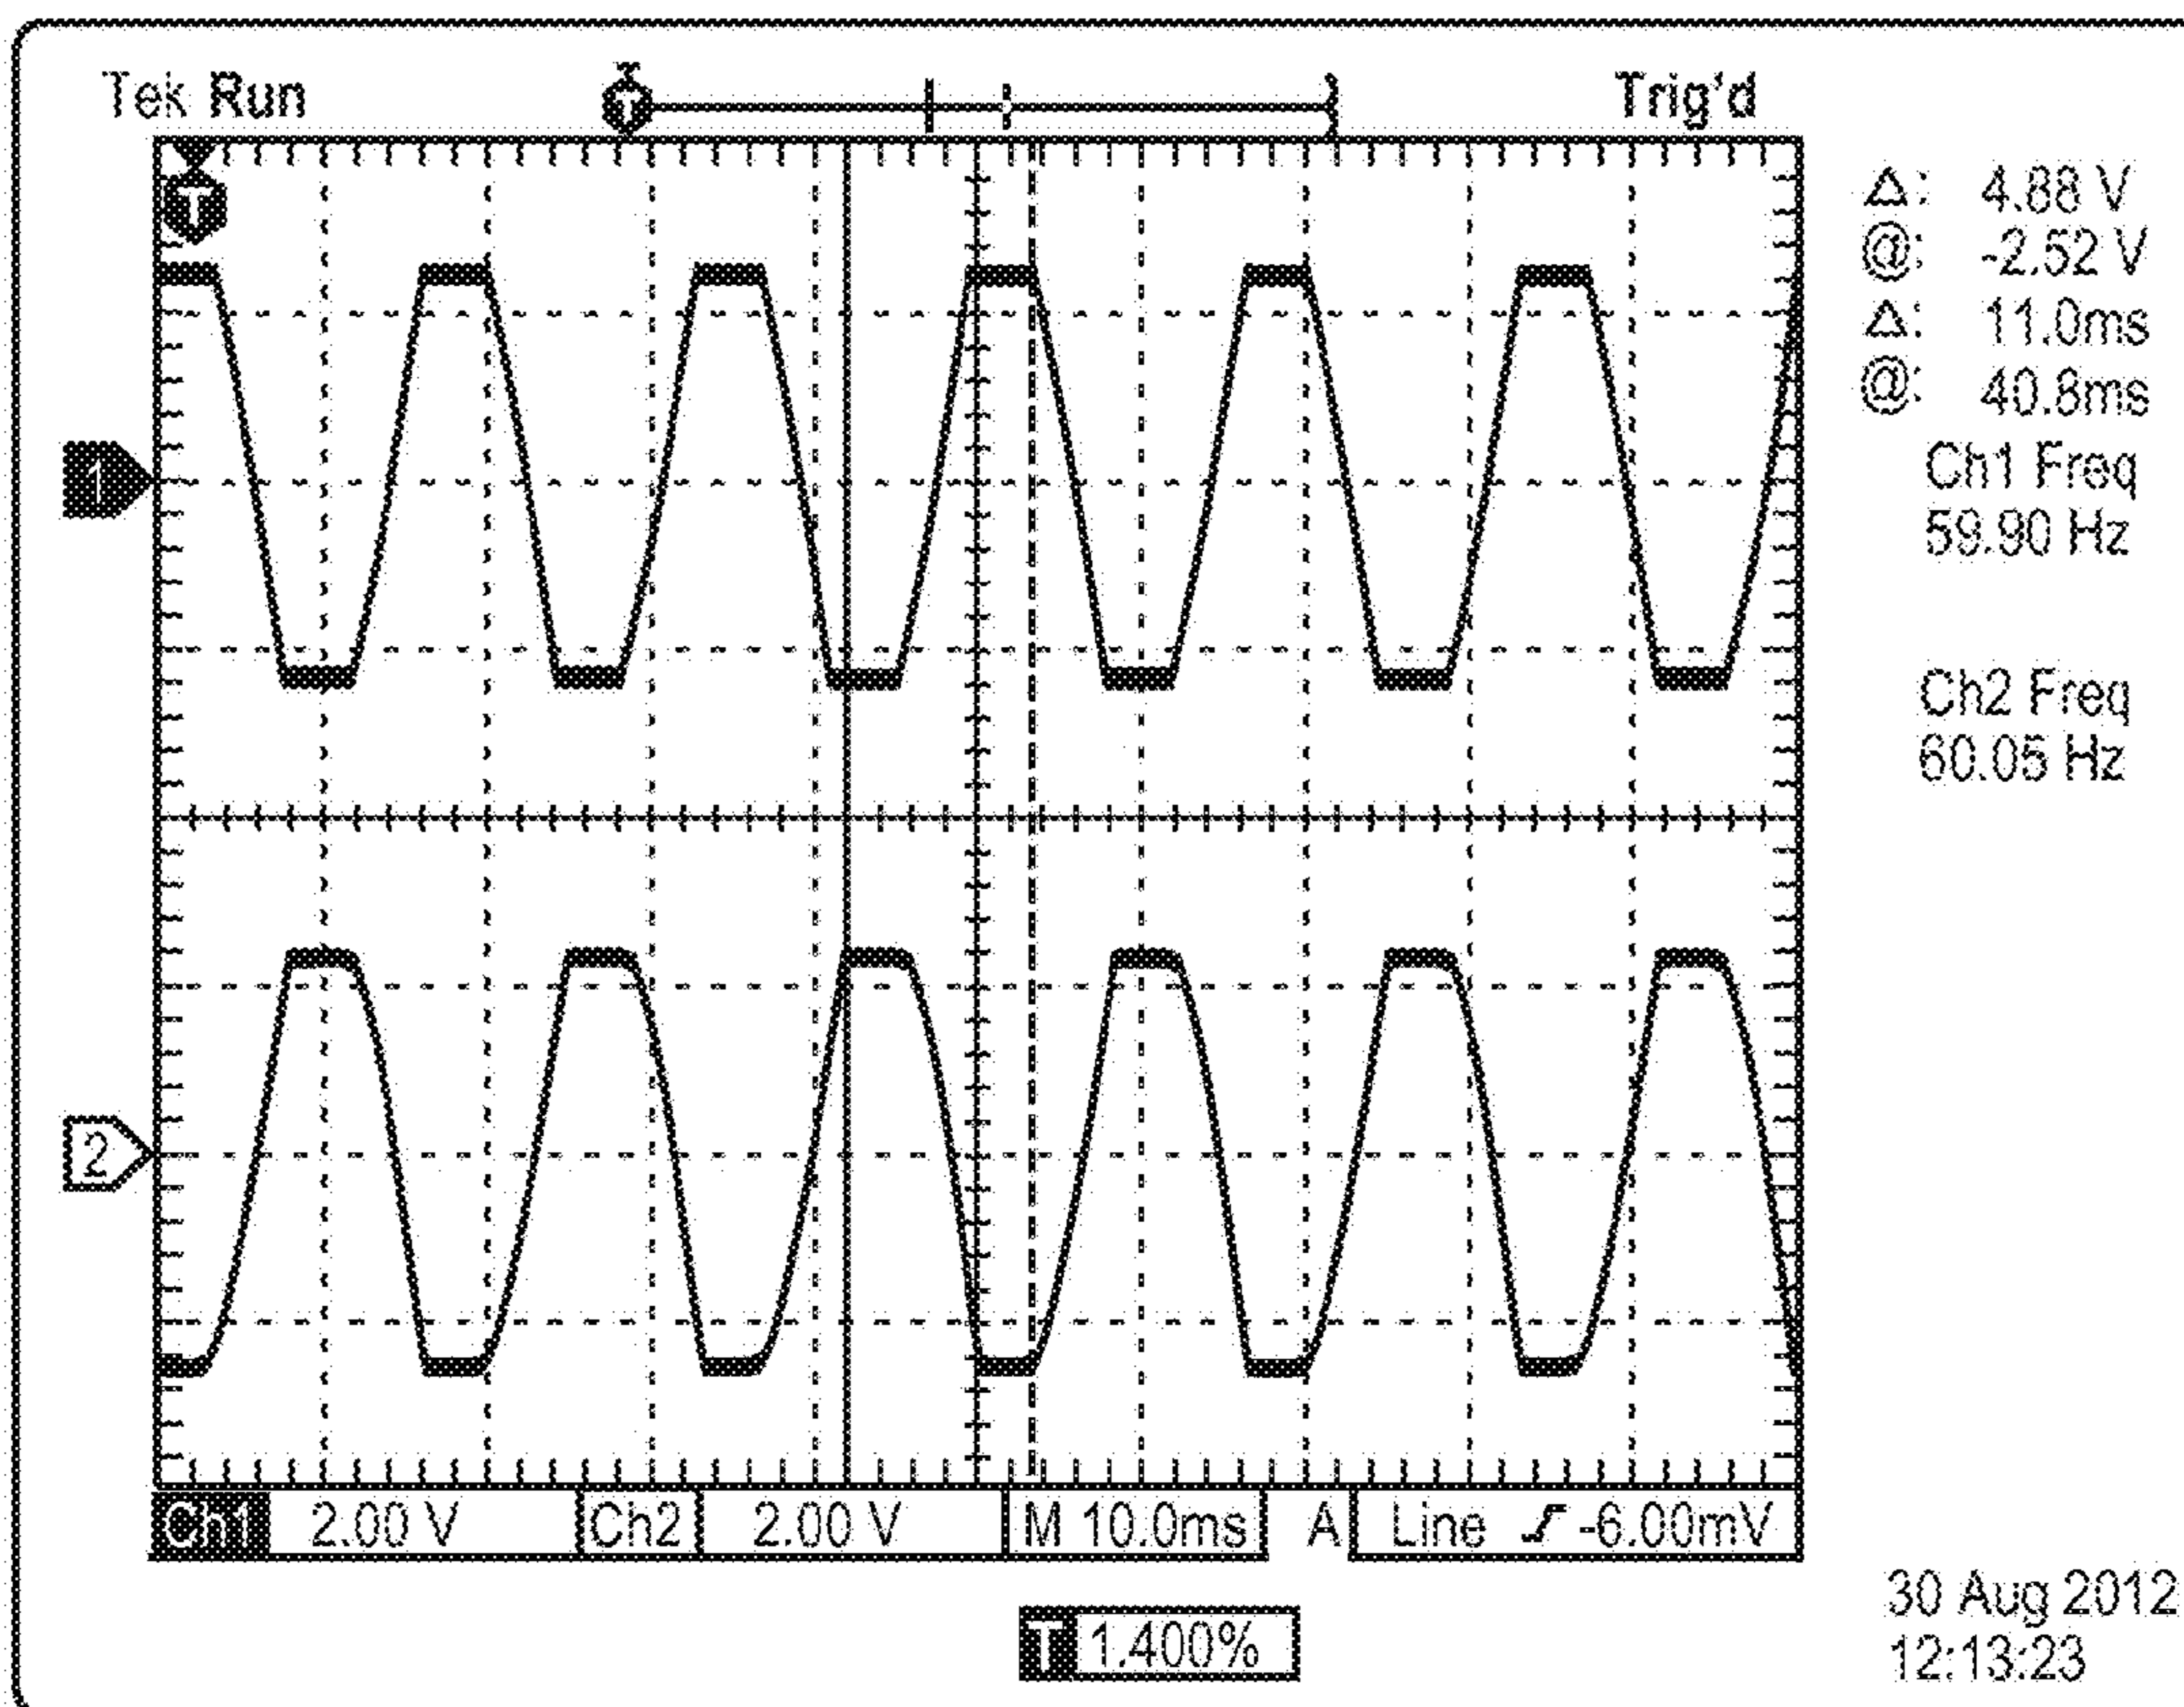 Tek Run
Trig'd
T
T
Δ: 4.88 V
@: -2.52 V
Δ: 11.0ms
@: 40.8ms
Ch1 Freq
59.90 Hz
Ch2 Freq
60.05 Hz
1
2
Ch1 2.00 V Ch2 2.00 V M 10.0ms A Line -6.00mV
T 1.400%
30 Aug 2012
12:13:23